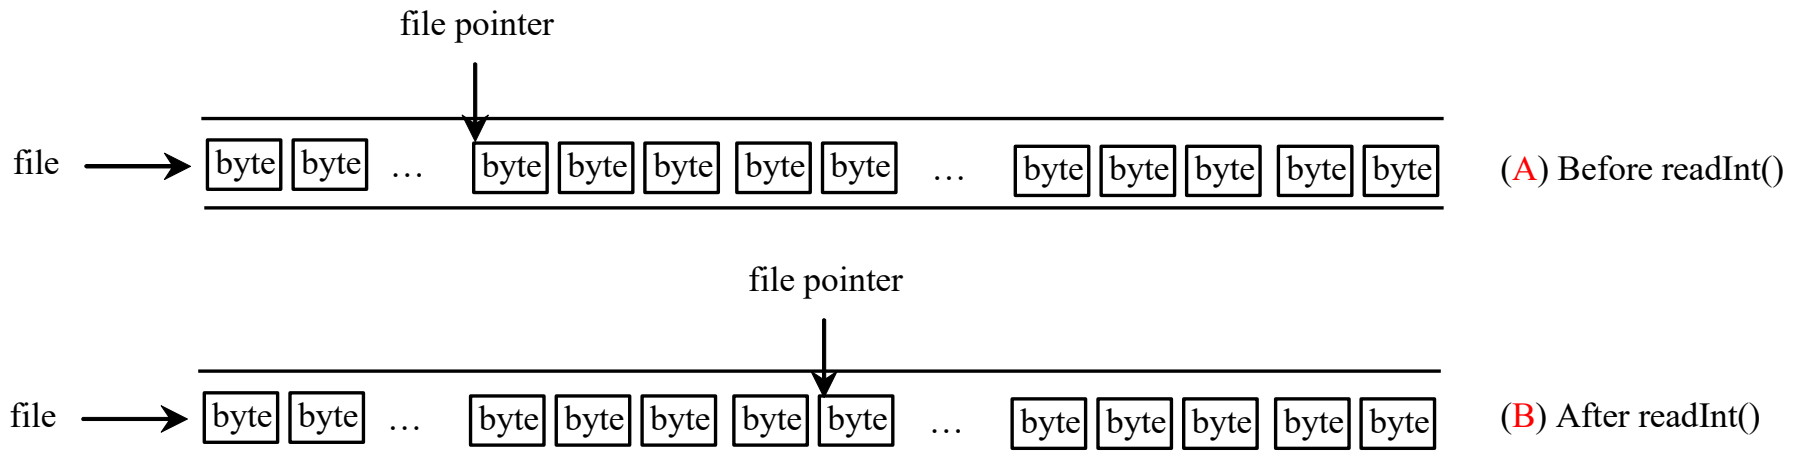 file pointer
file byte byte … byte byte byte byte byte … byte byte byte byte byte (A) Before readInt()
file pointer
file byte byte … byte byte byte byte byte … byte byte byte byte byte (B) After readInt()